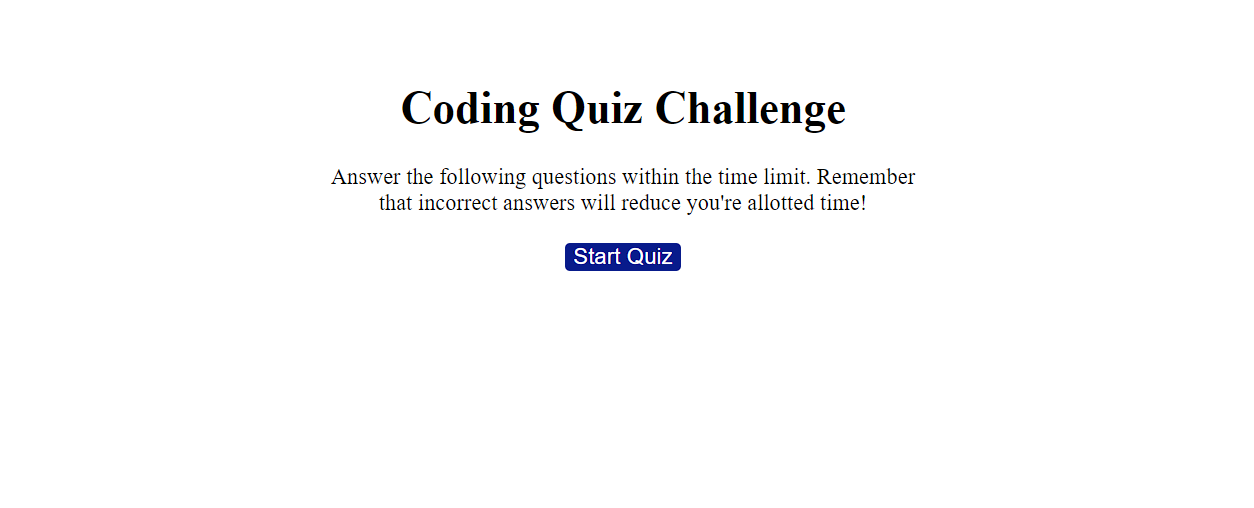 Coding Quiz Challenge
Answer the following questions within the time limit. Remember
that incorrect answers will reduce you're allotted time!
Start Quiz